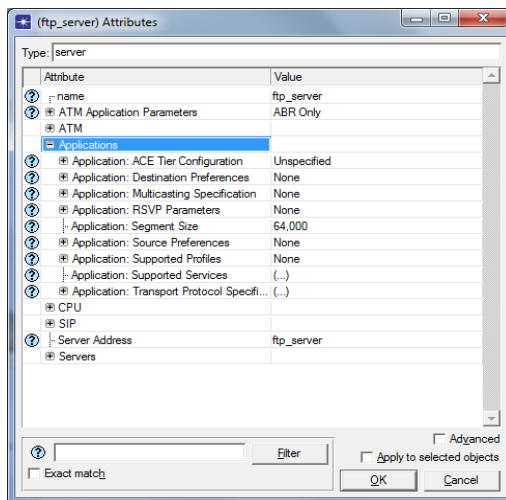 (ftp_server) Attributes
Type: server
Attribute Value
name ftp_server
ATM Application Parameters ABR Only
ATM
Applications
Application: ACE Tier Configuration Unspecified
Application: Destination Preferences None
Application: Multicasting Specification None
Application: RSVP Parameters None
Application: Segment Size 64,000
Application: Source Preferences None
Application: Supported Profiles None
Application: Supported Services (...)
Application: Transport Protocol Specifi... (...)
CPU
SIP
Server Address ftp_server
Servers
Advanced
Filter
Apply to selected objects
Exact match
OK Cancel